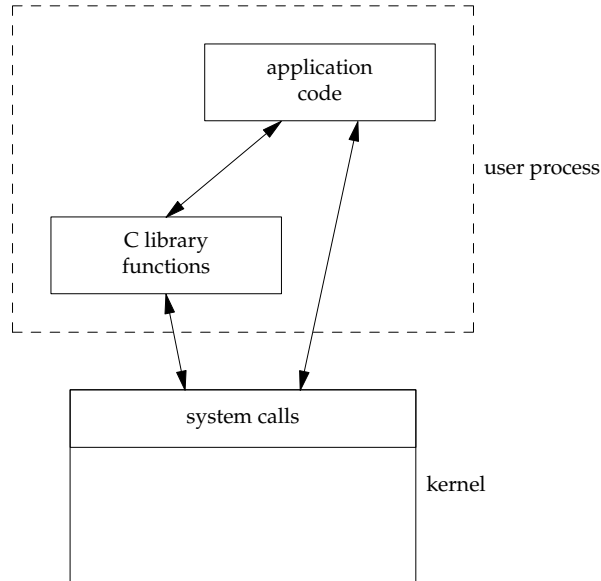 application
code
user process
C library
functions
system calls
kernel